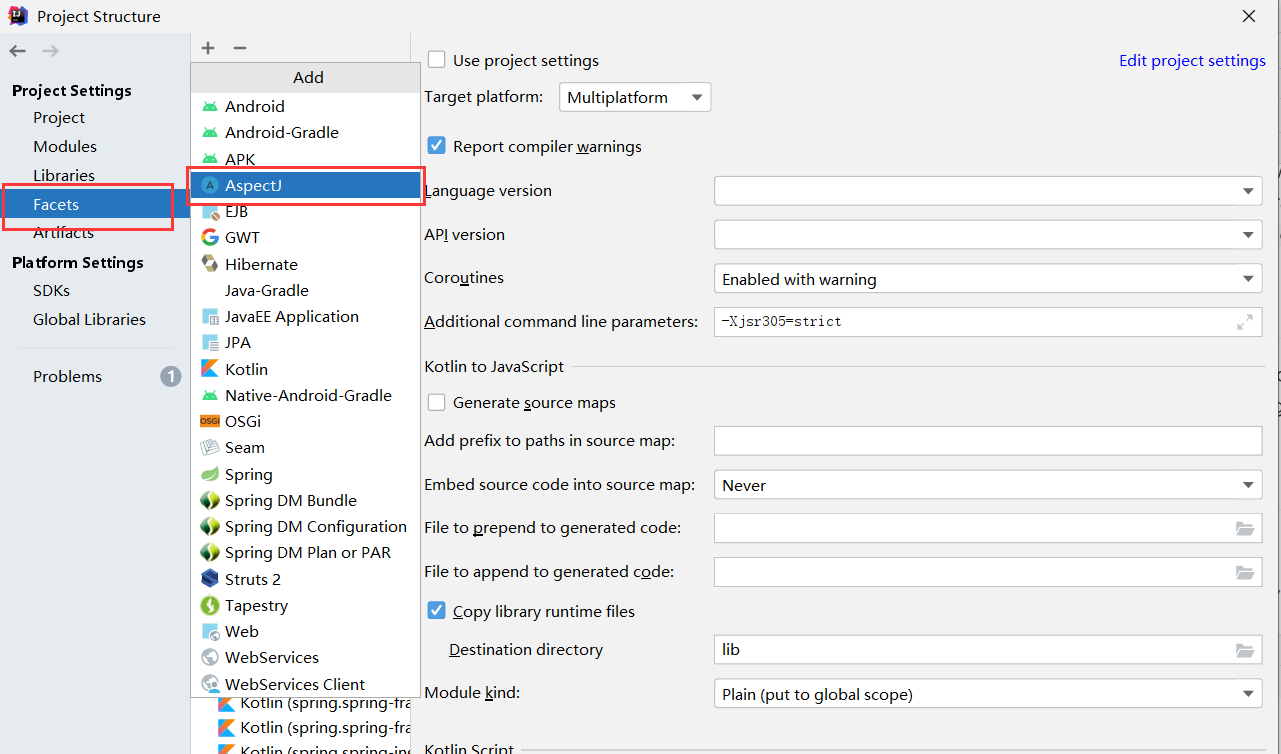 Project Structure
Project Settings
Project
Modules
Libraries
Facets
Artifacts
Platform Settings
SDKs
Global Libraries
Problems
1
Add
Android
Android-Gradle
APK
AspectJ
EJB
GWT
Hibernate
Java-Gradle
JavaEE Application
JPA
Kotlin
Native-Android-Gradle
OSGi
Seam
Spring
Spring DM Bundle
Spring DM Configuration
Spring DM Plan or PAR
Struts 2
Tapestry
Web
WebServices
WebServices Client
Kotlin (spring.spring-fra
Kotlin (spring.spring-fra
Kotlin (spring.spring-ins
Use project settings
Edit project settings
Target platform: Multiplatform
Report compiler warnings
Language version
API version
Coroutines Enabled with warning
Additional command line parameters: -Xjsr305=strict
Kotlin to JavaScript
Generate source maps
Add prefix to paths in source map:
Embed source code into source map: Never
File to prepend to generated code:
File to append to generated code:
Copy library runtime files
Destination directory lib
Module kind: Plain (put to global scope)
Kotlin Script